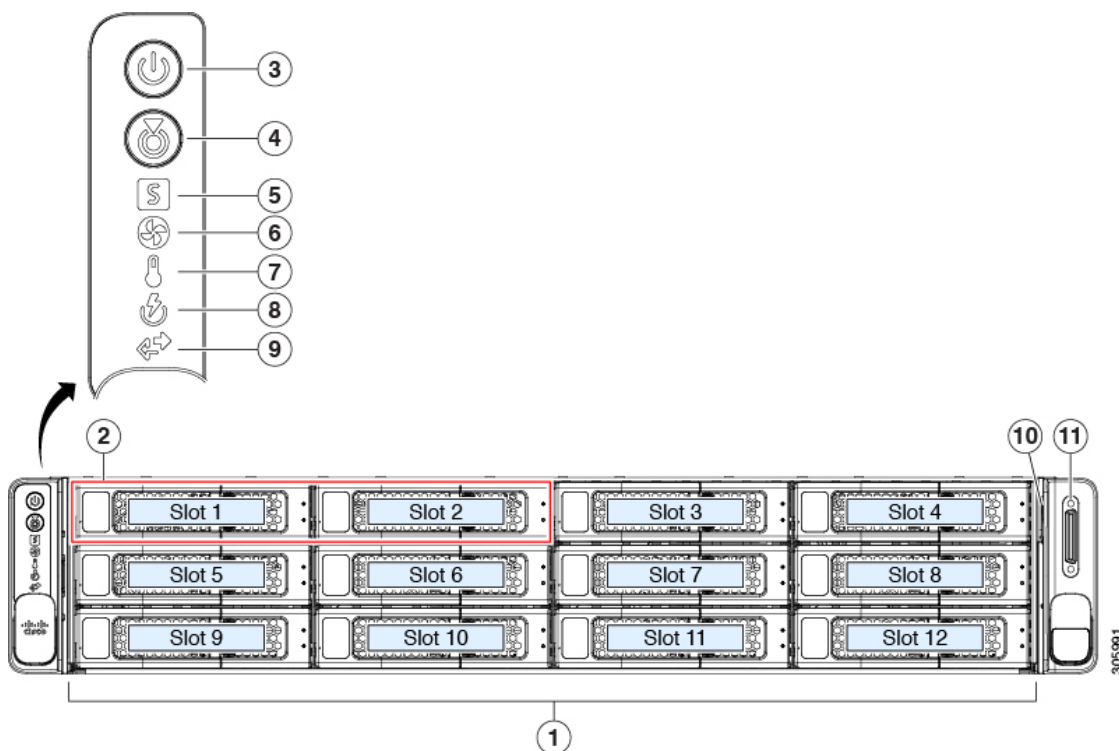 3
4
S
5
6
7
8
9
2
10
11
Slot 1
Slot 2
Slot 3
Slot 4
Slot 5
Slot 6
Slot 7
Slot 8
Slot 9
Slot 10
Slot 11
Slot 12
CISCO
305991
1